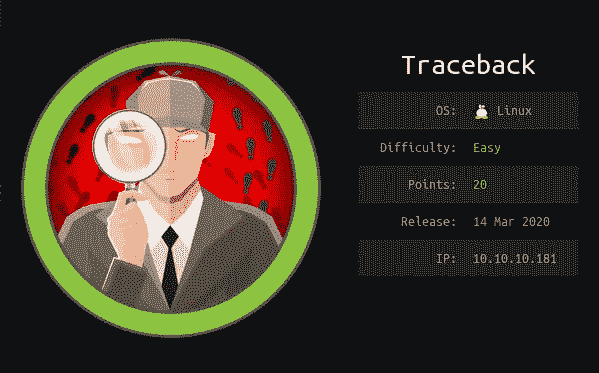 Traceback
OS: Linux
Difficulty: Easy
Points: 20
Release: 14 Mar 2020
IP: 10.10.10.181